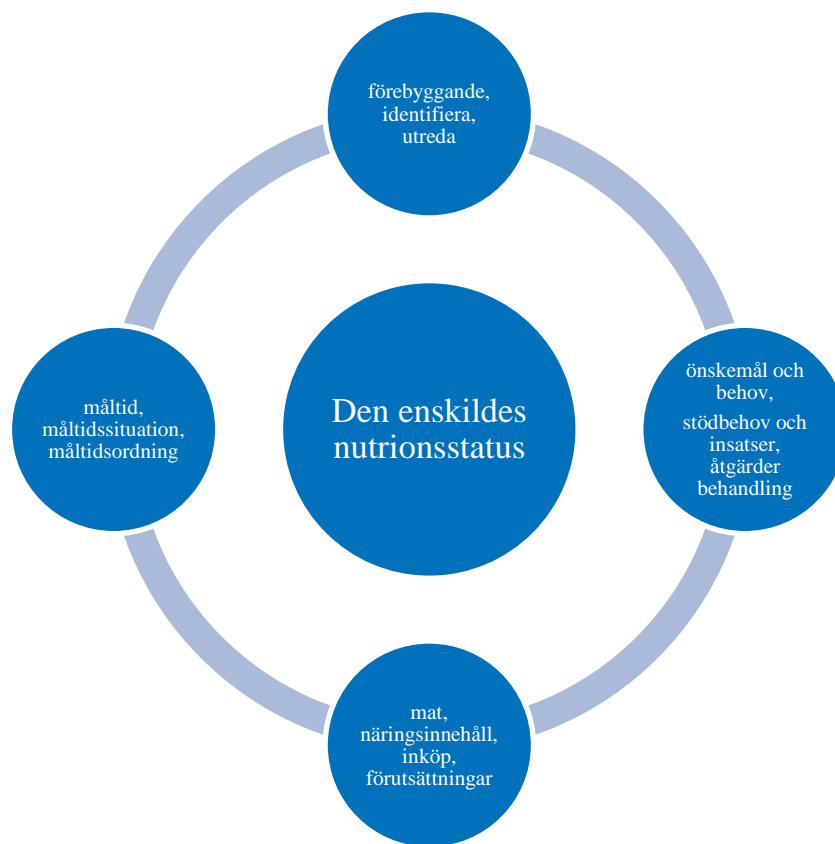 förebyggande,
identifiera,
utreda
önskemål och
behov,
stödbehov och
insatser,
åtgärder
behandling
Den enskildes
nutrionsstatus
måltid,
måltidssituation,
måltidsordning
mat,
näringsinnehåll,
inköp,
förutsättningar